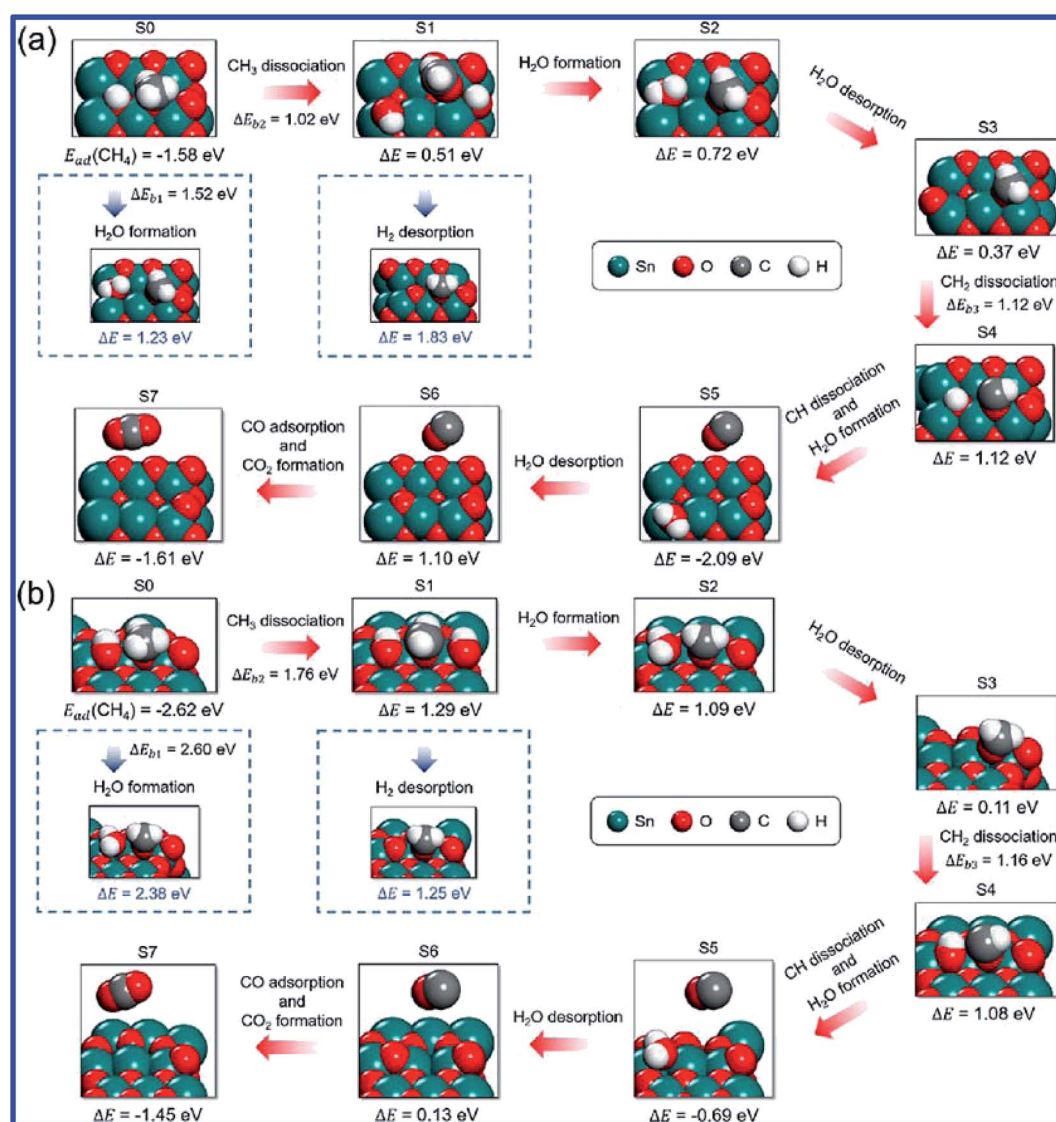 (a)
S0
CH₃ dissociation
ΔE_b2 = 1.02 eV
S1
H₂O formation
S2
H₂O desorption
S3
E_ad(CH₄) = -1.58 eV
ΔE = 0.51 eV
ΔE = 0.72 eV
ΔE = 0.37 eV
ΔE_b1 = 1.52 eV
H₂O formation
ΔE = 1.23 eV
H₂ desorption
ΔE = 1.83 eV
Sn O C H
CH₂ dissociation
ΔE_b3 = 1.12 eV
S4
ΔE = 1.12 eV
CH dissociation
and
H₂O formation
S5
ΔE = -2.09 eV
H₂O desorption
S6
ΔE = 1.10 eV
CO adsorption
and
CO₂ formation
S7
ΔE = -1.61 eV
(b)
S0
CH₃ dissociation
ΔE_b2 = 1.76 eV
S1
H₂O formation
S2
H₂O desorption
S3
E_ad(CH₄) = -2.62 eV
ΔE = 1.29 eV
ΔE = 1.09 eV
ΔE = 0.11 eV
ΔE_b1 = 2.60 eV
H₂O formation
ΔE = 2.38 eV
H₂ desorption
ΔE = 1.25 eV
Sn O C H
CH₂ dissociation
ΔE_b3 = 1.16 eV
S4
ΔE = 1.08 eV
CH dissociation
and
H₂O formation
S5
ΔE = -0.69 eV
H₂O desorption
S6
ΔE = 0.13 eV
CO adsorption
and
CO₂ formation
S7
ΔE = -1.45 eV